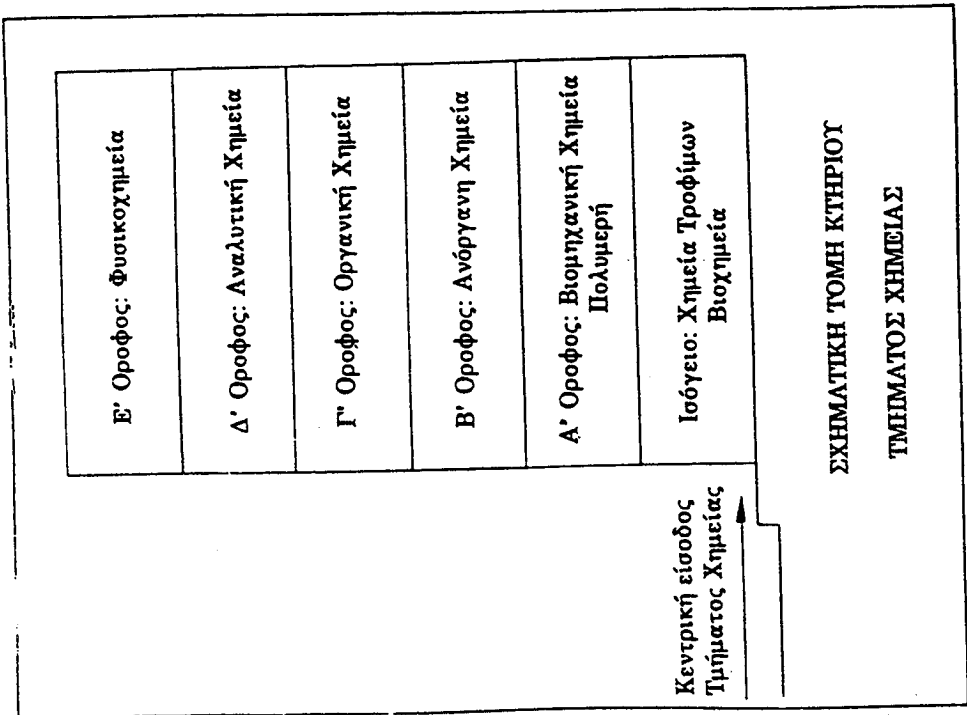 Ε' Οροφος: Φυσικοχημεία
Δ' Οροφος: Αναλυτική Χημεία
Γ' Οροφος: Οργανική Χημεία
Β' Οροφος: Ανόργανη Χημεία
Α' Οροφος: Βιομηχανική Χημεία
Πολυμερή
Ισόγειο: Χημεία Τροφίμων
Βιοχημεία
Κεντρική είσοδος
Τμήματος Χημείας
ΣΧΗΜΑΤΙΚΗ ΤΟΜΗ ΚΤΗΡΙΟΥ
ΤΜΗΜΑΤΟΣ ΧΗΜΕΙΑΣ